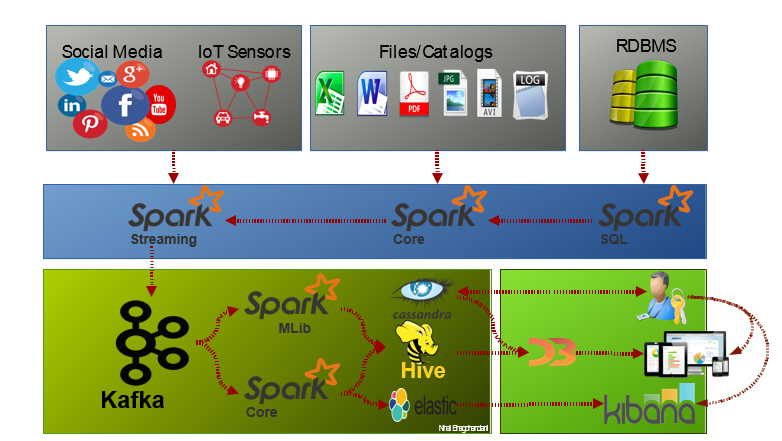 Social Media
IoT Sensors
Files/Catalogs
RDBMS
g+
in
f
You
Tube
X
W
PDF
JPG
AVI
LOG
Spark
Streaming
Spark
Core
Spark
SQL
Kafka
Spark
MLib
Spark
Core
cassandra
Hive
elastic
D3
kibana
Nihal Bhagchandani